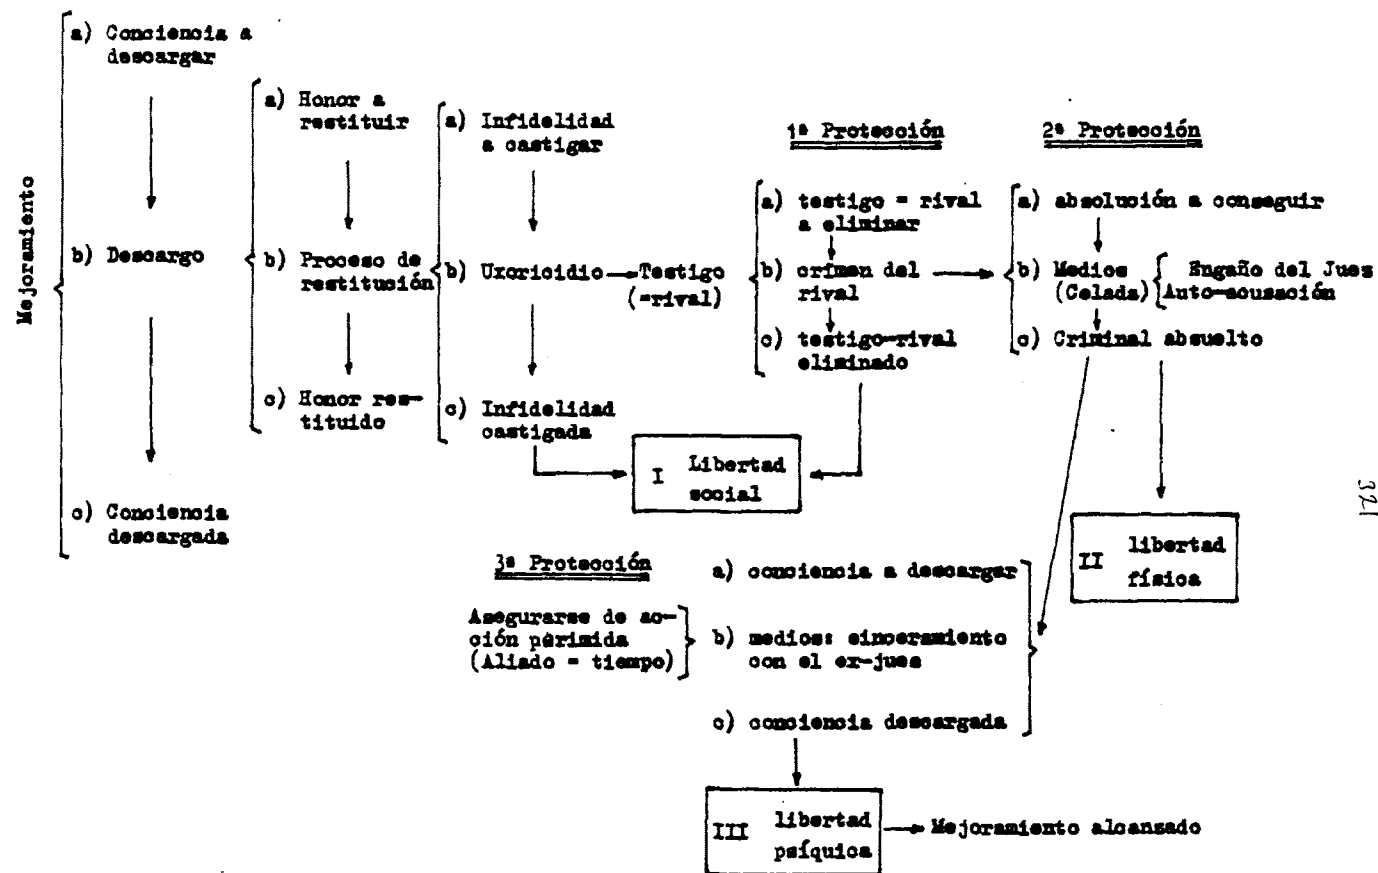 Mejoramiento
a) Conciencia a
descargar
b) Descargo
c) Conciencia
descargada
a) Honor a
restituir
b) Proceso de
restitución
c) Honor res-
tituido
a) Infidelidad
a castigar
b) Uxoricidio
c) Infidelidad
castigada
Testigo
(=rival)
1ª Protección
a) testigo = rival
a eliminar
b) crimen del
rival
c) testigo-rival
eliminado
2ª Protección
a) absolución a conseguir
b) Medios
(Celada)
Engaño del Juez
Auto-acusación
c) Criminal absuelto
I Libertad
social
II libertad
física
3ª Protección
Asegurarse de ac-
ción périmida
(Aliado = tiempo)
a) conciencia a descargar
b) medios: sinceramiento
con el ex-juez
c) conciencia descargada
III libertad
psíquica
Mejoramiento alcanzado
321